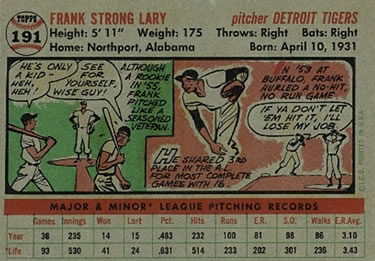 TOPPS
191
FRANK STRONG LARY
pitcher DETROIT TIGERS
Height: 5' 11" Weight: 175 Throws: Right Bats: Right
Home: Northport, Alabama Born: April 10, 1931
HE'S ONLY
A KID-
HEH,
HEH!
SEE
FOR
YOURSELF,
WISE GUY!
ALTHOUGH
A ROOKIE
IN '55,
FRANK
PITCHED
LIKE A
SEASONED
VETERAN.
HE SHARED 3RD
PLACE IN THE A.L.
FOR MOST COMPLETE
GAMES WITH 16.
IN '53 AT
BUFFALO, FRANK
HURLED A NO-HIT,
NO RUN GAME.
IF YA DON'T LET
'EM HIT IT, I'LL
LOSE MY JOB.
MAJOR & MINOR* LEAGUE PITCHING RECORDS
Games Innings Won Lost Pct. Strikeouts Runs E.R. S.O. Walks E.R.Avg.
Year 36 235 14 15 .483 232 100 81 98 86 3.10
*Life 93 530 41 24 .631 514 233 202 236 236 3.43